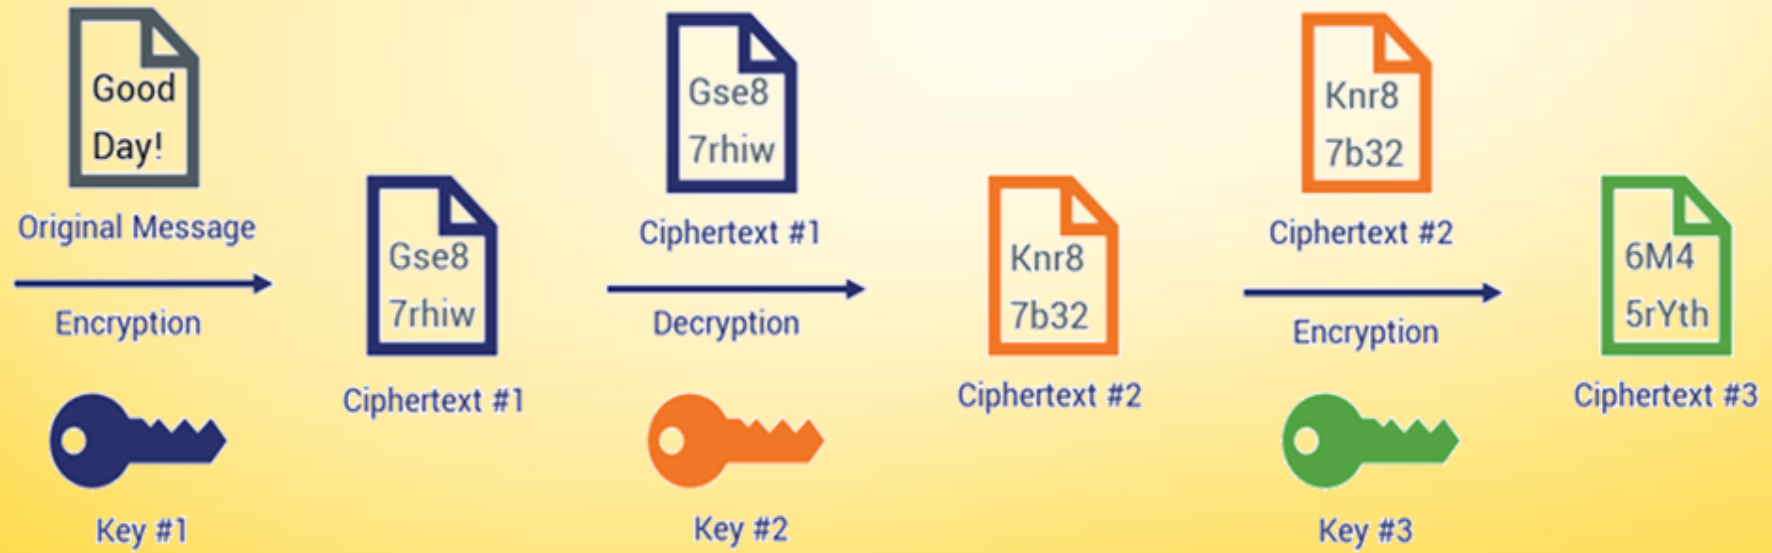 Good
Day!
Original Message
Encryption
Key #1
Gse8
7rhiw
Ciphertext #1
Gse8
7rhiw
Ciphertext #1
Decryption
Key #2
Knr8
7b32
Ciphertext #2
Knr8
7b32
Ciphertext #2
Encryption
Key #3
6M4
5rYth
Ciphertext #3